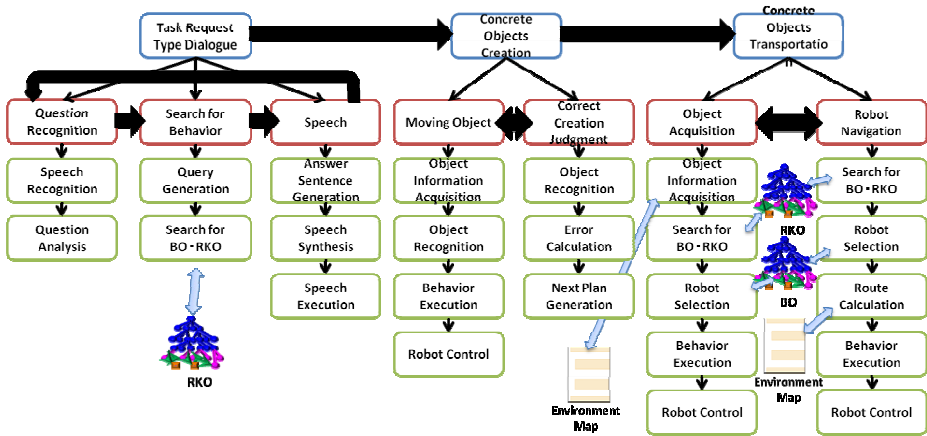 Task Request
Type Dialogue
Concrete
Objects
Creation
Concrete
Objects
Transportatio
Question
Recognition
Search for
Behavior
Speech
Moving Object
Correct
Creation
Judgment
Object
Acquisition
Robot
Navigation
Speech
Recognition
Query
Generation
Answer
Sentence
Generation
Object
Information
Acquisition
Object
Recognition
Object
Information
Acquisition
Search for
BO・RKO
Question
Analysis
Search for
BO・RKO
Speech
Synthesis
Object
Recognition
Error
Calculation
Search for
BO・RKO
RKO
Robot
Selection
Speech
Execution
Behavior
Execution
Next Plan
Generation
Robot
Selection
BO
Route
Calculation
RKO
Robot Control
Environment
Map
Behavior
Execution
Environment
Map
Behavior
Execution
Robot Control
Robot Control